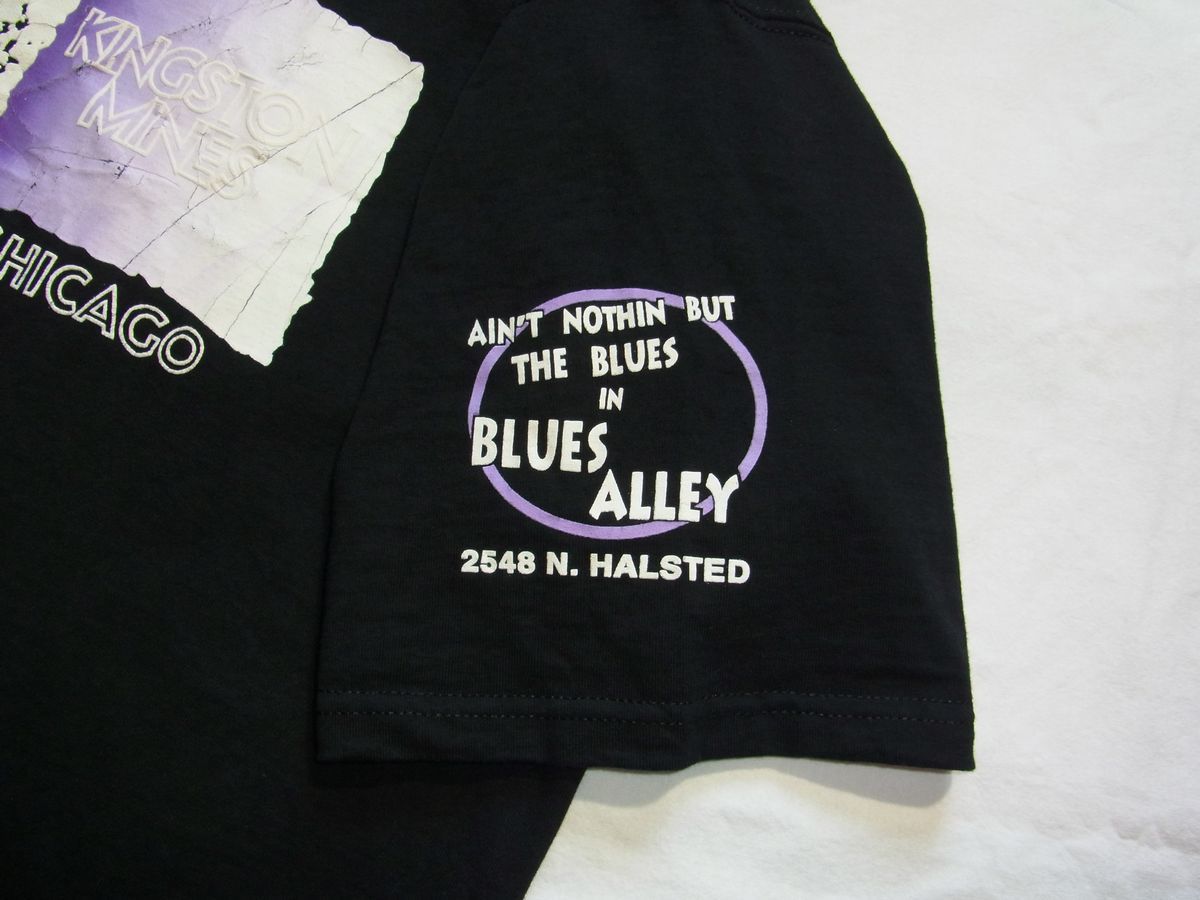 KINGSTON
MINES
CHICAGO
AIN'T NOTHIN BUT
THE BLUES
IN
BLUES
ALLEY
2548 N. HALSTED